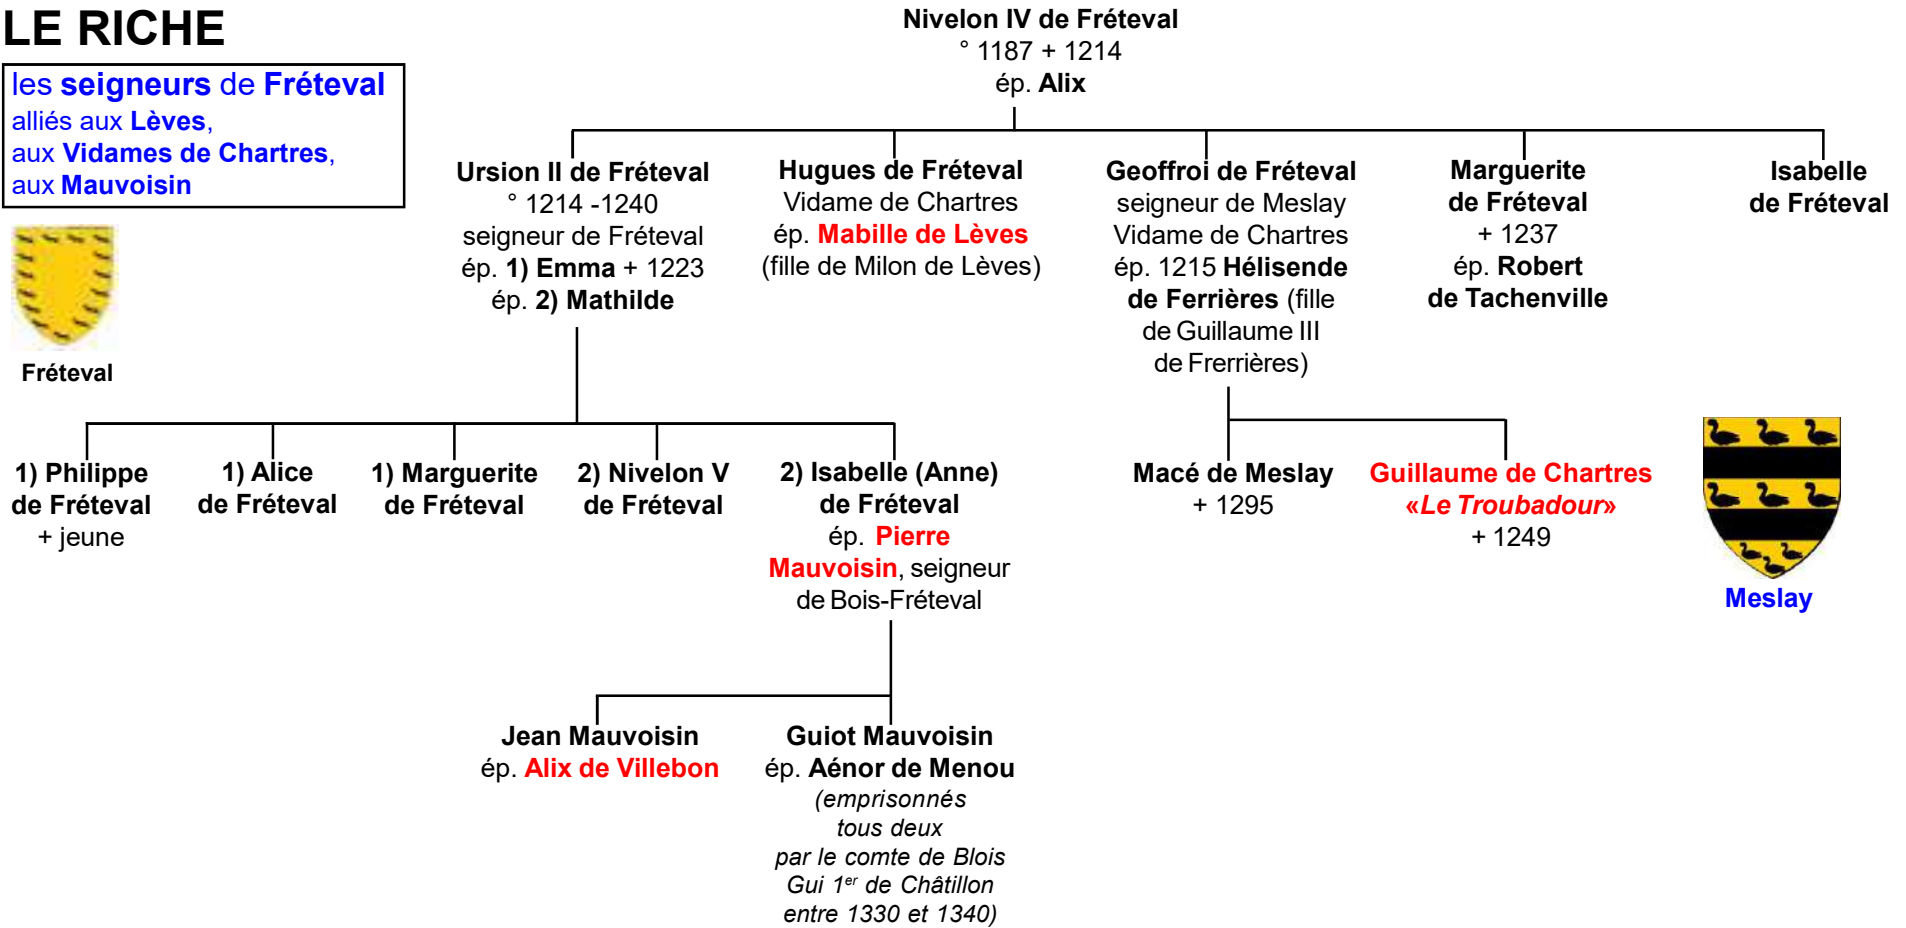 LE RICHE
les seigneurs de Fréteval
alliés aux Lèves,
aux Vidames de Chartres,
aux Mauvoisin
Fréteval
Nivelon IV de Fréteval
° 1187 + 1214
ép. Alix
Ursion II de Fréteval
° 1214 -1240
seigneur de Fréteval
ép. 1) Emma + 1223
ép. 2) Mathilde
Hugues de Fréteval
Vidame de Chartres
ép. Mabille de Lèves
(fille de Milon de Lèves)
Geoffroi de Fréteval
seigneur de Meslay
Vidame de Chartres
ép. 1215 Hélisende
de Ferrières (fille
de Guillaume III
de Frerrières)
Marguerite
de Fréteval
+ 1237
ép. Robert
de Tachenville
Isabelle
de Fréteval
1) Philippe
de Fréteval
+ jeune
1) Alice
de Fréteval
1) Marguerite
de Fréteval
2) Nivelon V
de Fréteval
2) Isabelle (Anne)
de Fréteval
ép. Pierre
Mauvoisin, seigneur
de Bois-Fréteval
Macé de Meslay
+ 1295
Guillaume de Chartres
«Le Troubadour»
+ 1249
Meslay
Jean Mauvoisin
ép. Alix de Villebon
Guiot Mauvoisin
ép. Aénor de Menou
(emprisonnés
tous deux
par le comte de Blois
Gui 1er de Châtillon
entre 1330 et 1340)